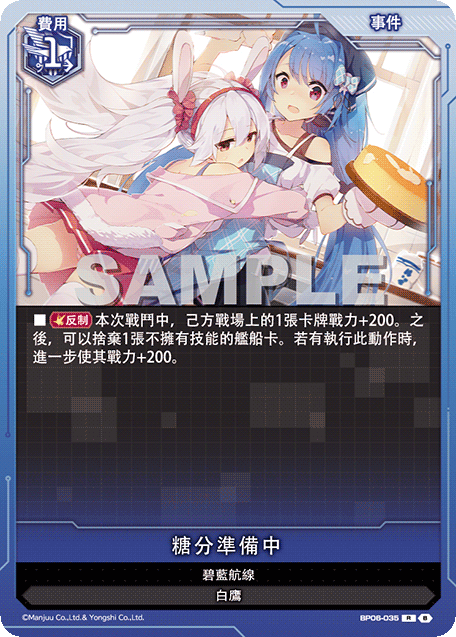 費用
事件
1
SAMPLE
■ 反制 本次戰鬥中，己方戰場上的1張卡牌戰力+200。之
後，可以捨棄1張不擁有技能的艦船卡。若有執行此動作時，
進一步使其戰力+200。
糖分準備中
碧藍航線
白鷹
©Manjuu Co.,Ltd.& Yongshi Co.,Ltd.
BP06-035 R B